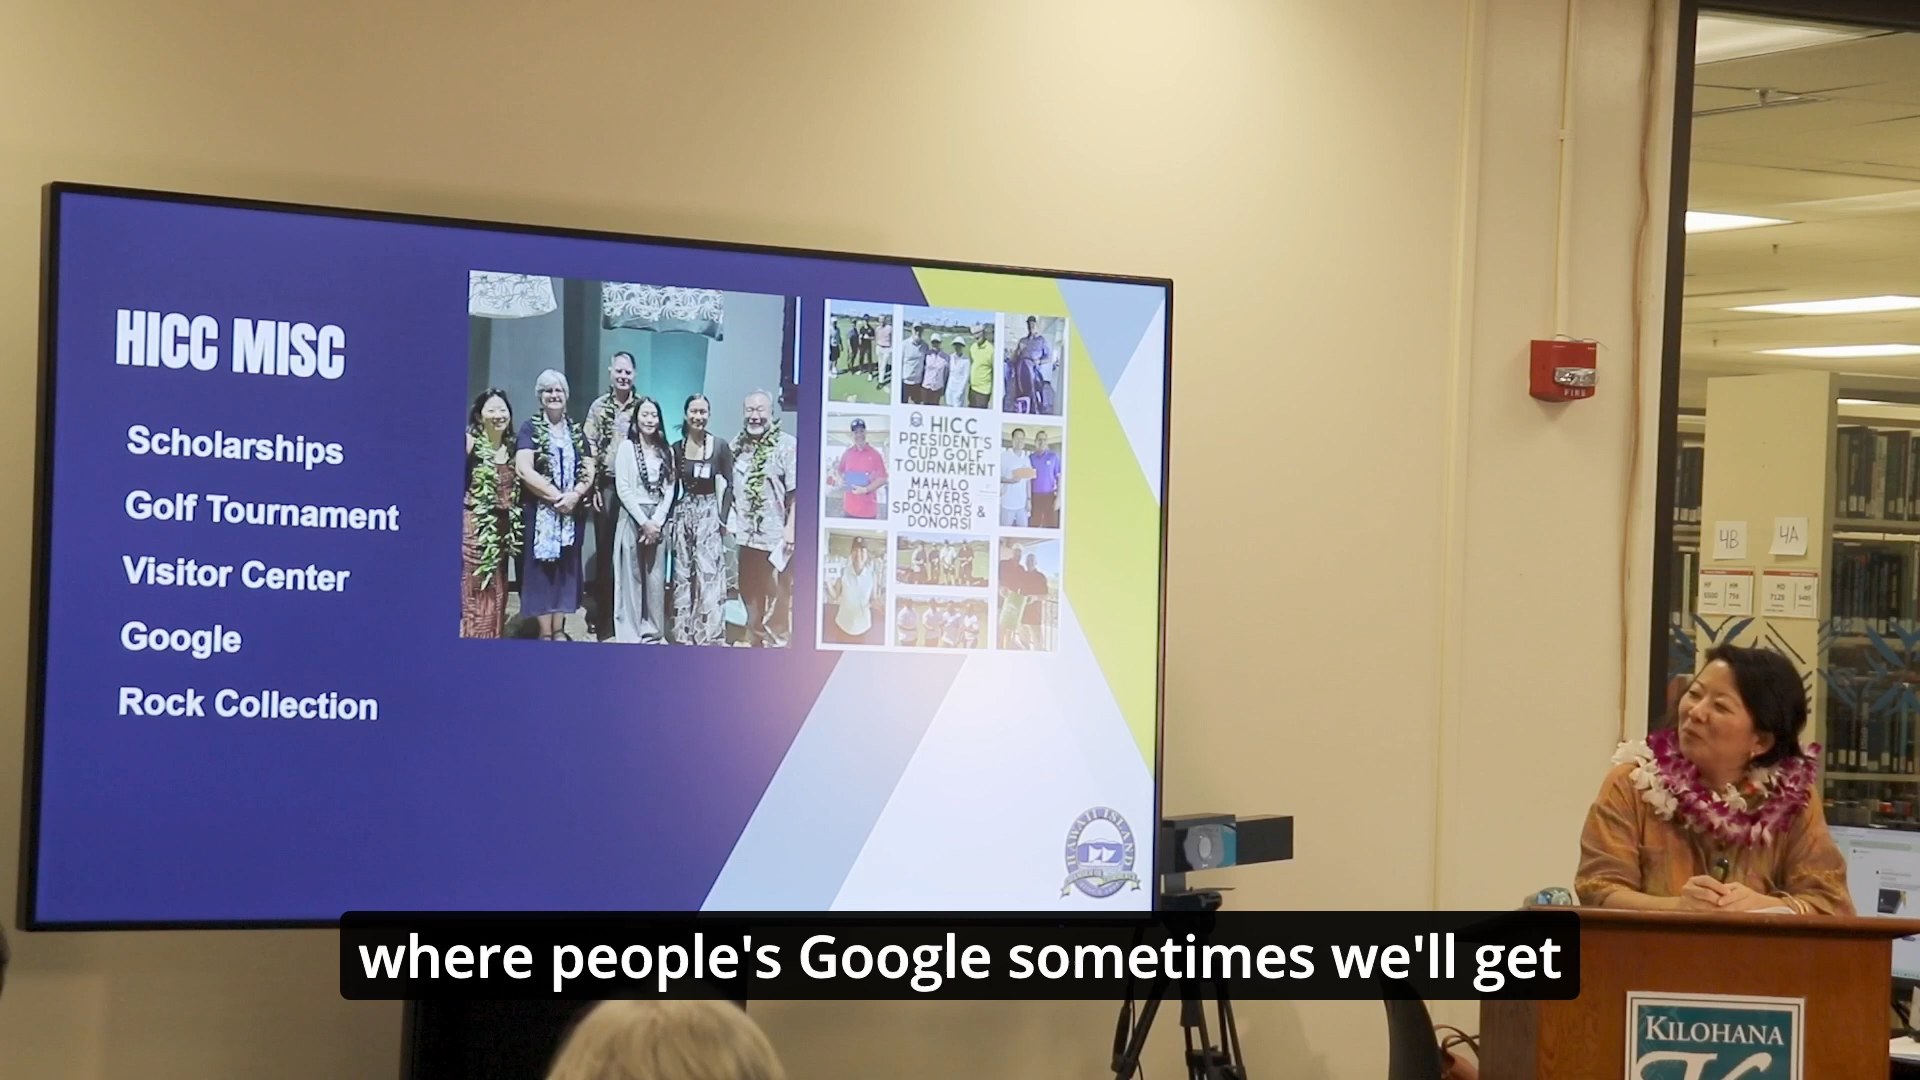 HICC MISC
Scholarships
Golf Tournament
Visitor Center
Google
Rock Collection
HICC
PRESIDENT'S
CUP GOLF
TOURNAMENT
MAHALO
PLAYERS
SPONSORS &
DONORS!
HAWAII ISLAND
FIRE
4B
4A
where people's Google sometimes we'll get
KILOHANA